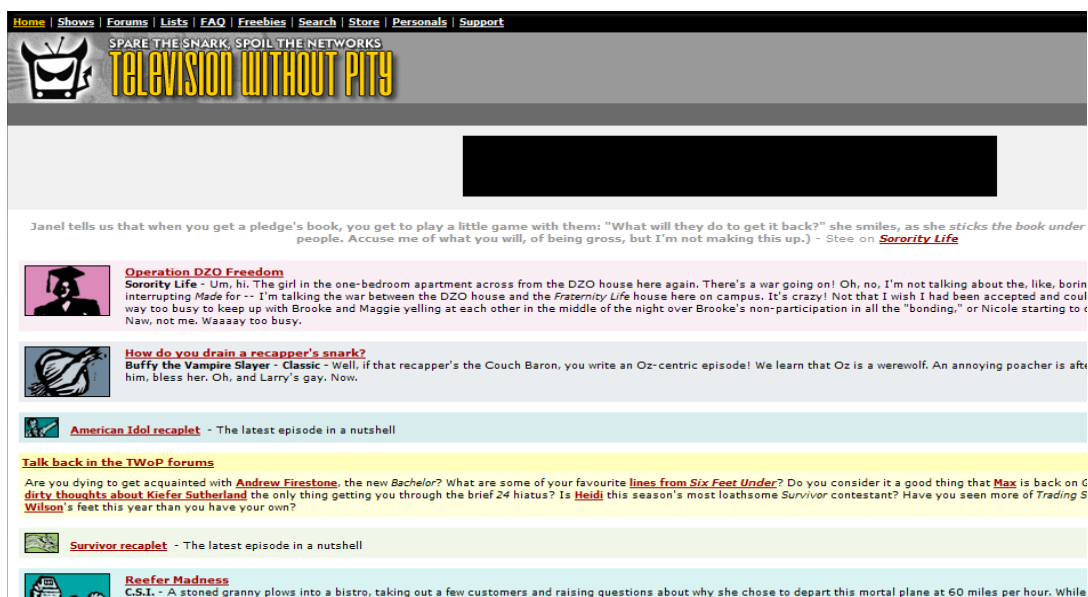 Home | Shows | Forums | Lists | FAQ | Freebies | Search | Store | Personals | Support
SPARE THE SNARK, SPOIL THE NETWORKS
TELEVISION WITHOUT PITY
Janel tells us that when you get a pledge's book, you get to play a little game with them: "What will they do to get it back?" she smiles, as she sticks the book under
people. Accuse me of what you will, of being gross, but I'm not making this up.) - Stee on Sorority Life
Operation DZO Freedom
Sorority Life - Um, hi. The girl in the one-bedroom apartment across from the DZO house here again. There's a war going on! Oh, no, I'm not talking about the, like,
interrupting Made for -- I'm talking the war between the DZO house and the Fraternity Life house here on campus. It's crazy! Not that I wish I had been accepted and
way too busy to keep up with Brooke and Maggie yelling at each other in the middle of the night over Brooke's non-participation in all the "bonding," or Nicole starting to
Naw, not me. Waaaay too busy.
How do you drain a recapper's snark?
Buffy the Vampire Slayer - Classic - Well, if that recapper's the Couch Baron, you write an Oz-centric episode! We learn that Oz is a werewolf. An annoying poacher is
him, bless her. Oh, and Larry's gay. Now.
American Idol recaplet - The latest episode in a nutshell
Talk back in the TWoP forums
Are you dying to get acquainted with Andrew Firestone, the new Bachelor? What are some of your favourite lines from Six Feet Under? Do you consider it a good thing that Max is back on
dirty thoughts about Kiefer Sutherland the only thing getting you through the brief 24 hiatus? Is Heidi this season's most loathsome Survivor contestant? Have you seen more of Trading
Wilson's feet this year than you have your own?
Survivor recaplet - The latest episode in a nutshell
Reefer Madness
C.S.I. - A stoned granny plows into a bistro, taking out a few customers and raising questions about why she chose to depart this mortal plane at 60 miles per hour. While